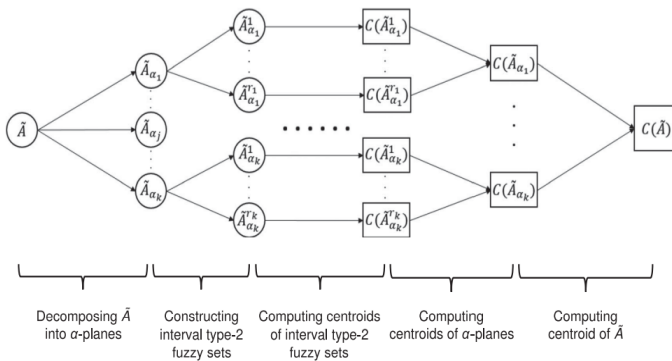 Ã
Ã_{α_1}
Ã_{α_j}
Ã_{α_k}
Ã^1_{α_1}
Ã^{r_1}_{α_1}
Ã^1_{α_k}
Ã^{r_k}_{α_k}
C(Ã^1_{α_1})
C(Ã^{r_1}_{α_1})
C(Ã^1_{α_k})
C(Ã^{r_k}_{α_k})
C(Ã_{α_1})
C(Ã_{α_k})
C(Ã)
Decomposing Ã
into α-planes
Constructing
interval type-2
fuzzy sets
Computing centroids
of interval type-2
fuzzy sets
Computing
centroids of α-planes
Computing
centroid of Ã